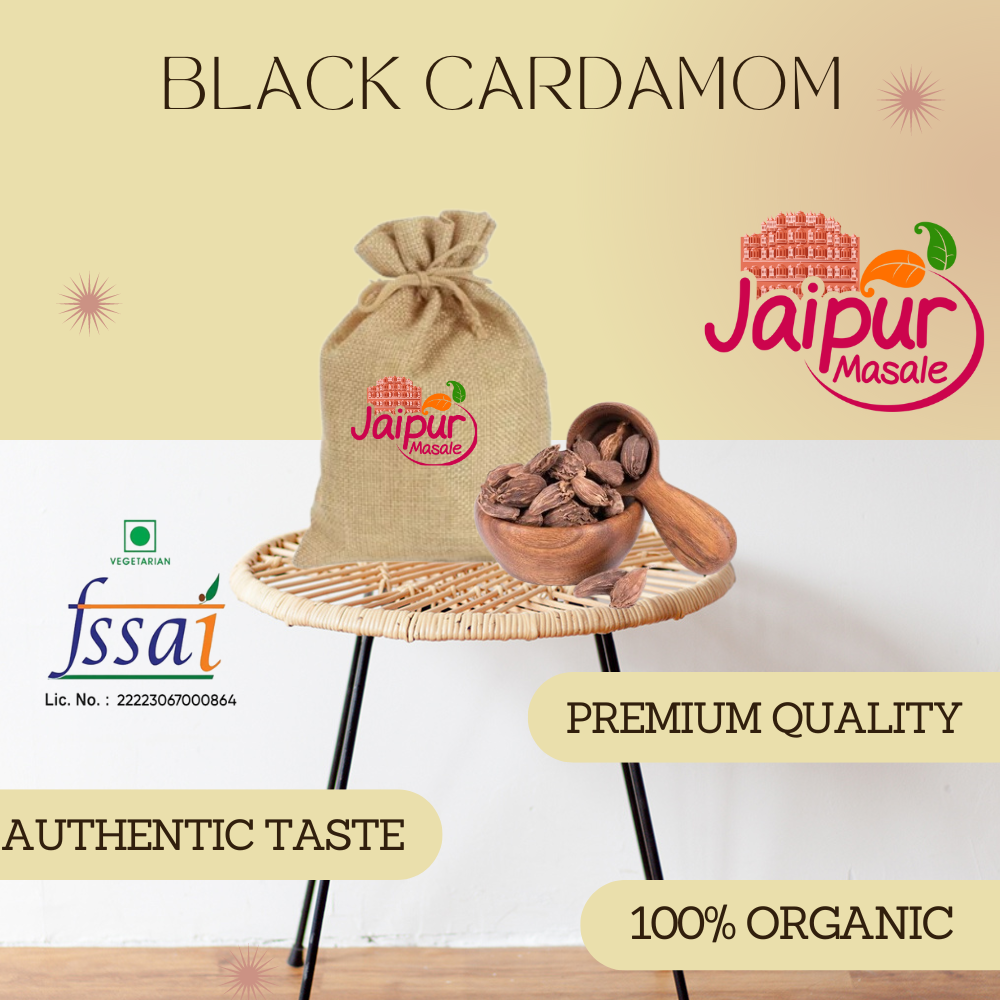 BLACK CARDAMOM
Jaipur
Masale
Jaipur
Masale
VEGETARIAN
fssai
Lic. No. : 22223067000864
PREMIUM QUALITY
AUTHENTIC TASTE
100% ORGANIC